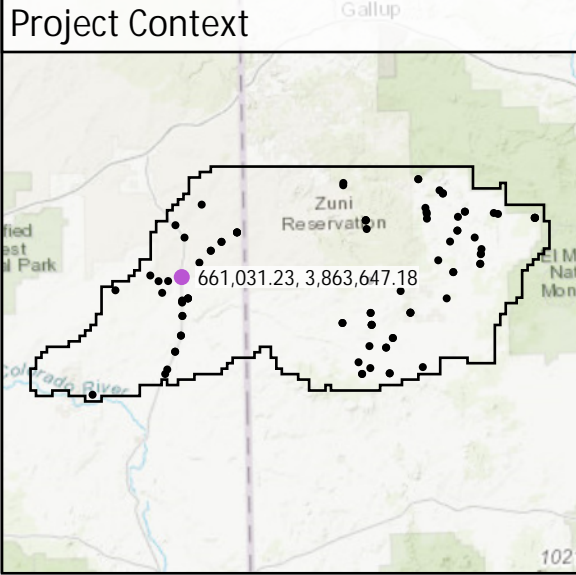 Project Context
Gallup
Zuni
Reservation
fied
est
al Park
El M
Nat
Mon
661,031.23, 3,863,647.18
Colorado River
102